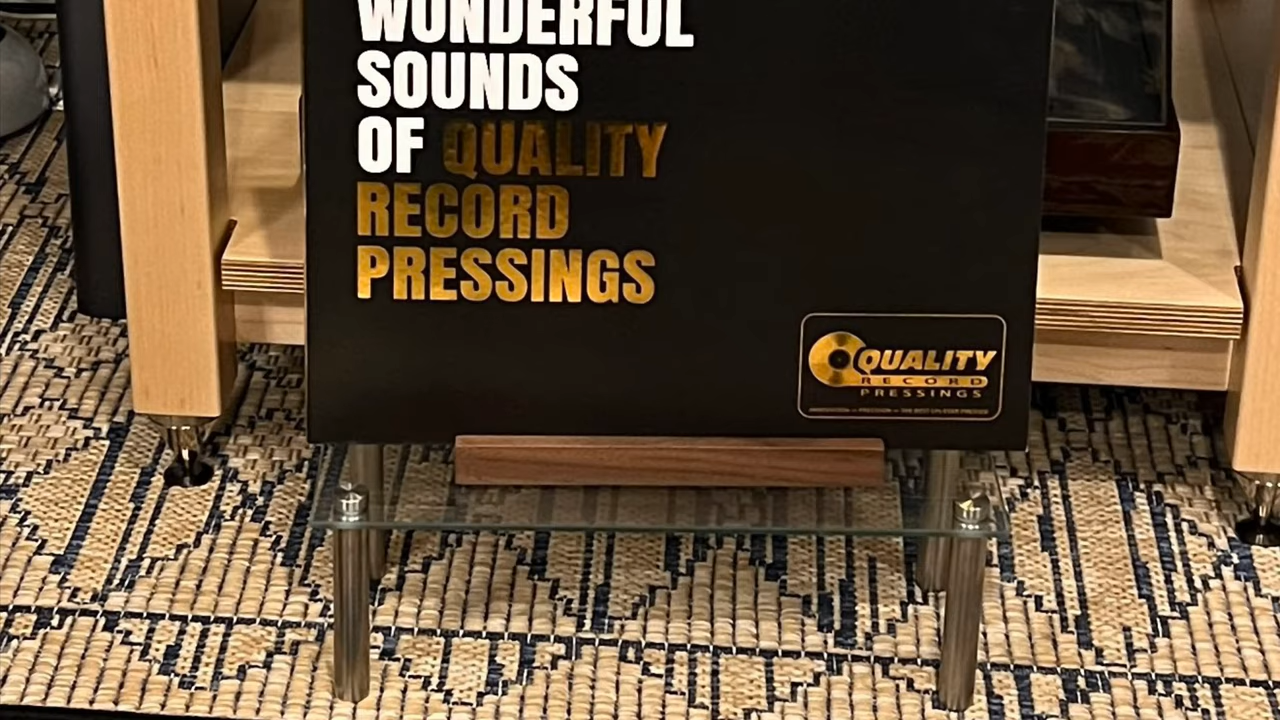 WONDERFUL
SOUNDS
OF QUALITY
RECORD
PRESSINGS
QUALITY
RECORD
PRESSINGS